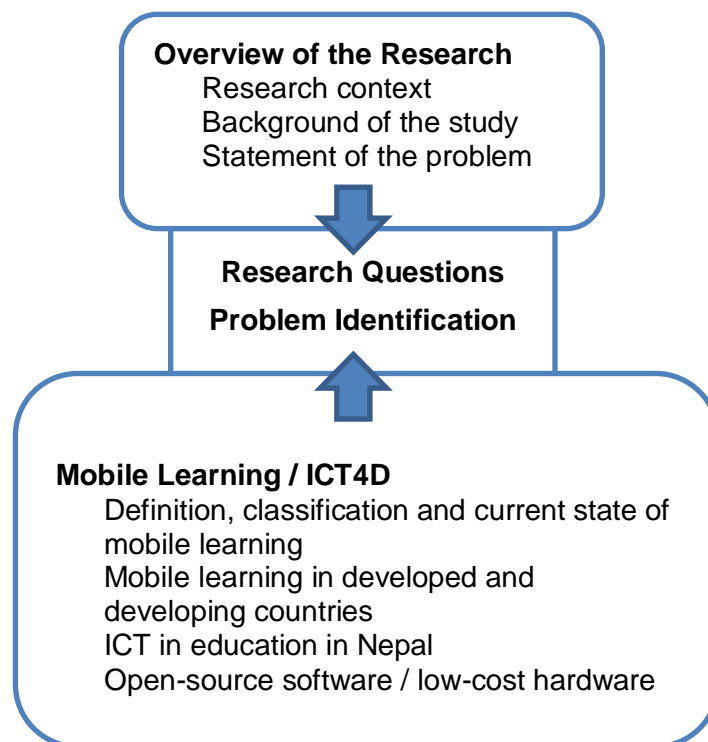 Overview of the Research
Research context
Background of the study
Statement of the problem
Research Questions
Problem Identification
Mobile Learning / ICT4D
Definition, classification and current state of
mobile learning
Mobile learning in developed and
developing countries
ICT in education in Nepal
Open-source software / low-cost hardware